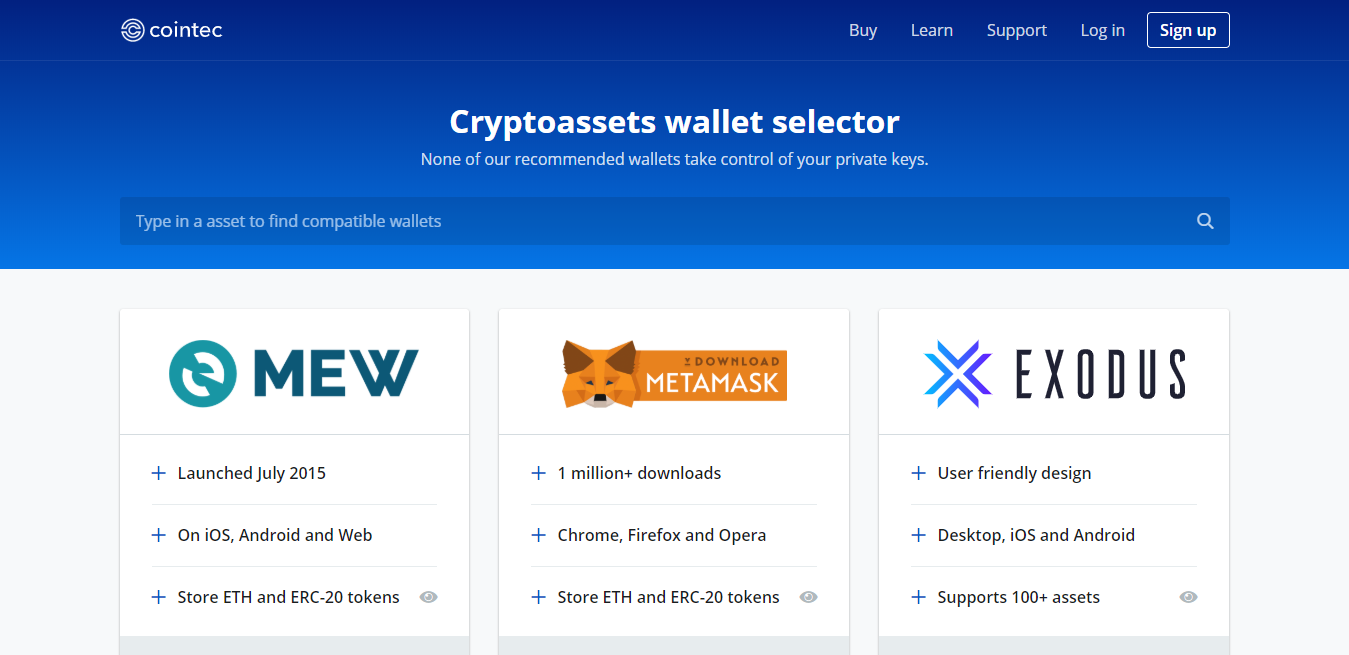 cointec
Buy Learn Support Log in Sign up
Cryptoassets wallet selector
None of our recommended wallets take control of your private keys.
Type in a asset to find compatible wallets
MEW
DOWNLOAD
METAMASK
EXODUS
Launched July 2015
On iOS, Android and Web
Store ETH and ERC-20 tokens
1 million+ downloads
Chrome, Firefox and Opera
Store ETH and ERC-20 tokens
User friendly design
Desktop, iOS and Android
Supports 100+ assets